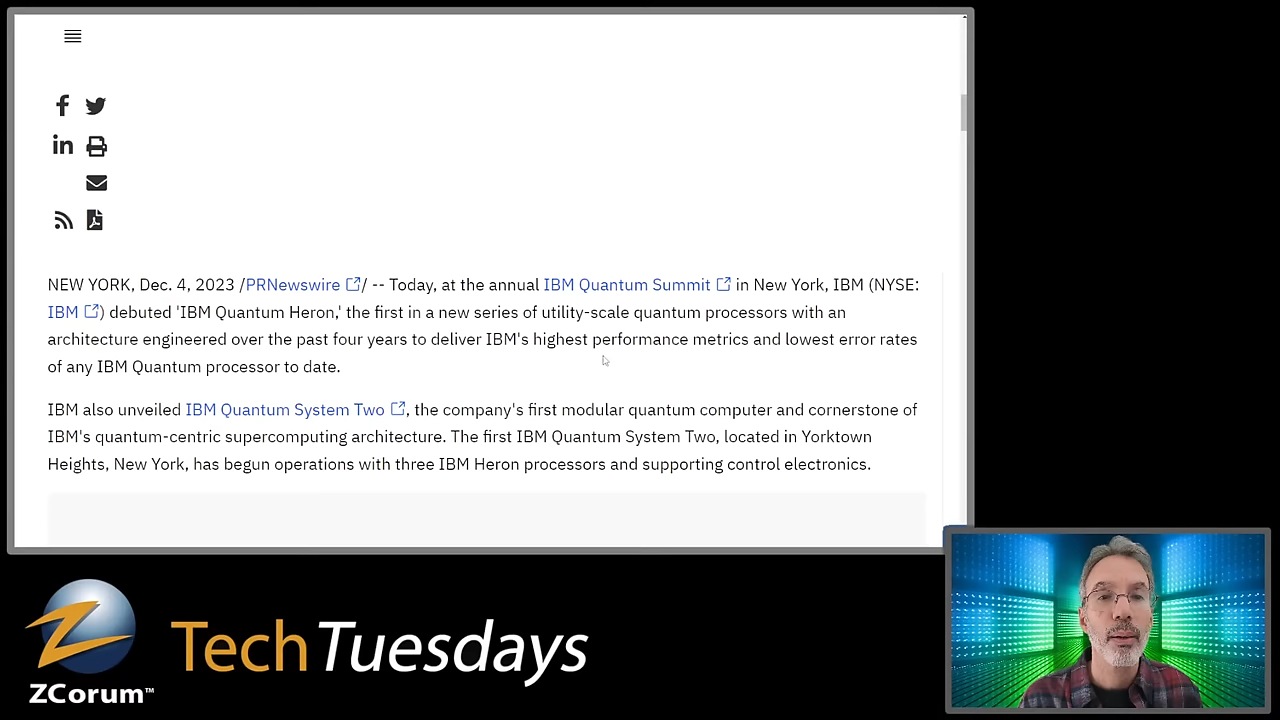 NEW YORK, Dec. 4, 2023 /PRNewswire / -- Today, at the annual IBM Quantum Summit in New York, IBM (NYSE:
IBM ) debuted 'IBM Quantum Heron,' the first in a new series of utility-scale quantum processors with an
architecture engineered over the past four years to deliver IBM's highest performance metrics and lowest error rates
of any IBM Quantum processor to date.
IBM also unveiled IBM Quantum System Two , the company's first modular quantum computer and cornerstone of
IBM's quantum-centric supercomputing architecture. The first IBM Quantum System Two, located in Yorktown
Heights, New York, has begun operations with three IBM Heron processors and supporting control electronics.
ZCorum™
Tech Tuesdays